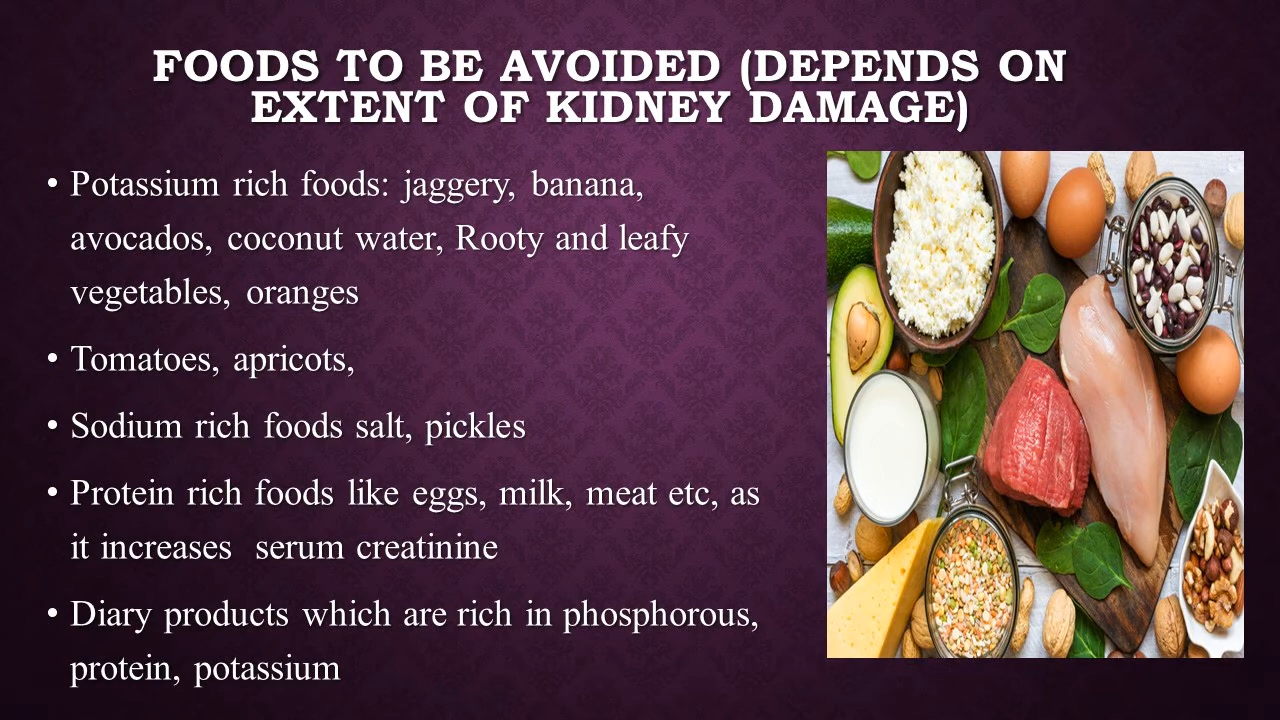 FOODS TO BE AVOIDED (DEPENDS ON
EXTENT OF KIDNEY DAMAGE)
• Potassium rich foods: jaggery, banana,
avocados, coconut water, Rooty and leafy
vegetables, oranges
• Tomatoes, apricots,
• Sodium rich foods salt, pickles
• Protein rich foods like eggs, milk, meat etc, as
it increases  serum creatinine
• Diary products which are rich in phosphorous,
protein, potassium